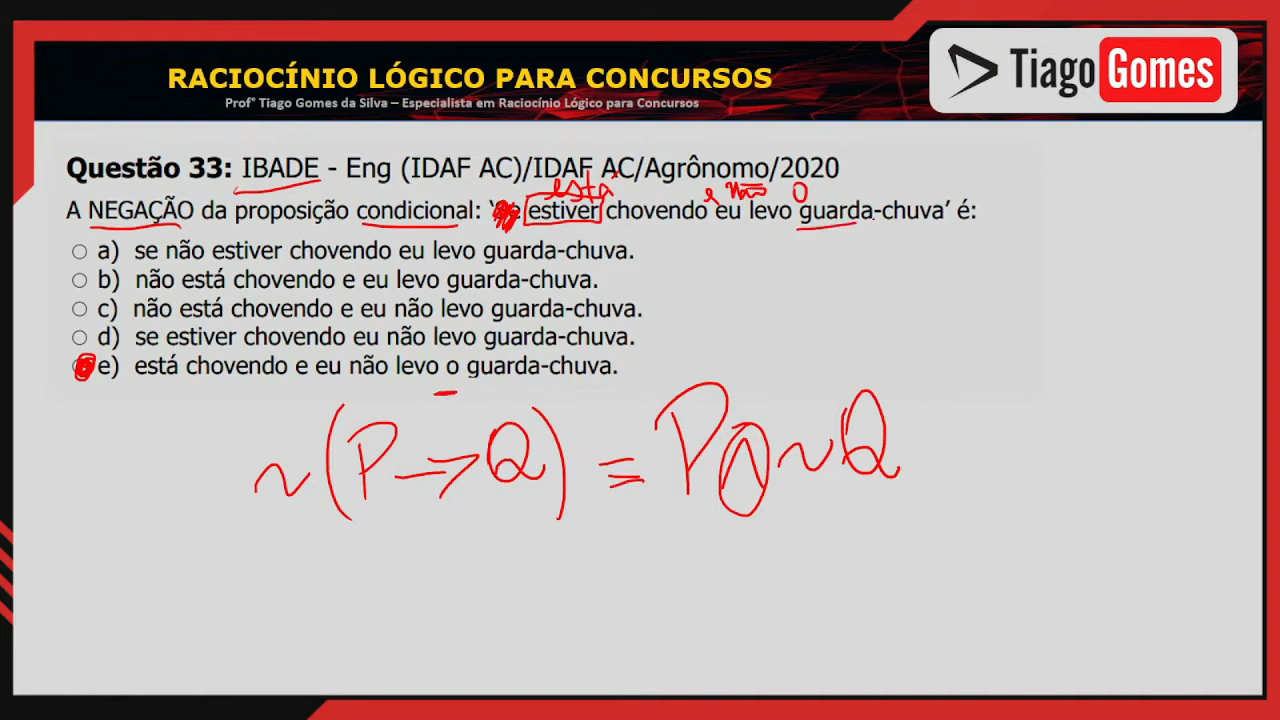 RACIOCÍNIO LÓGICO PARA CONCURSOS
Prof° Tiago Gomes da Silva – Especialista em Raciocínio Lógico para Concursos
Tiago Gomes
Questão 33: IBADE - Eng (IDAF AC)/IDAF AC/Agrônomo/2020
está e não o
A NEGAÇÃO da proposição condicional: ‘ estiver chovendo eu levo guarda-chuva’ é:
a) se não estiver chovendo eu levo guarda-chuva.
b) não está chovendo e eu levo guarda-chuva.
c) não está chovendo e eu não levo guarda-chuva.
d) se estiver chovendo eu não levo guarda-chuva.
e) está chovendo e eu não levo o guarda-chuva.
~(P→Q) ≡ P∧~Q